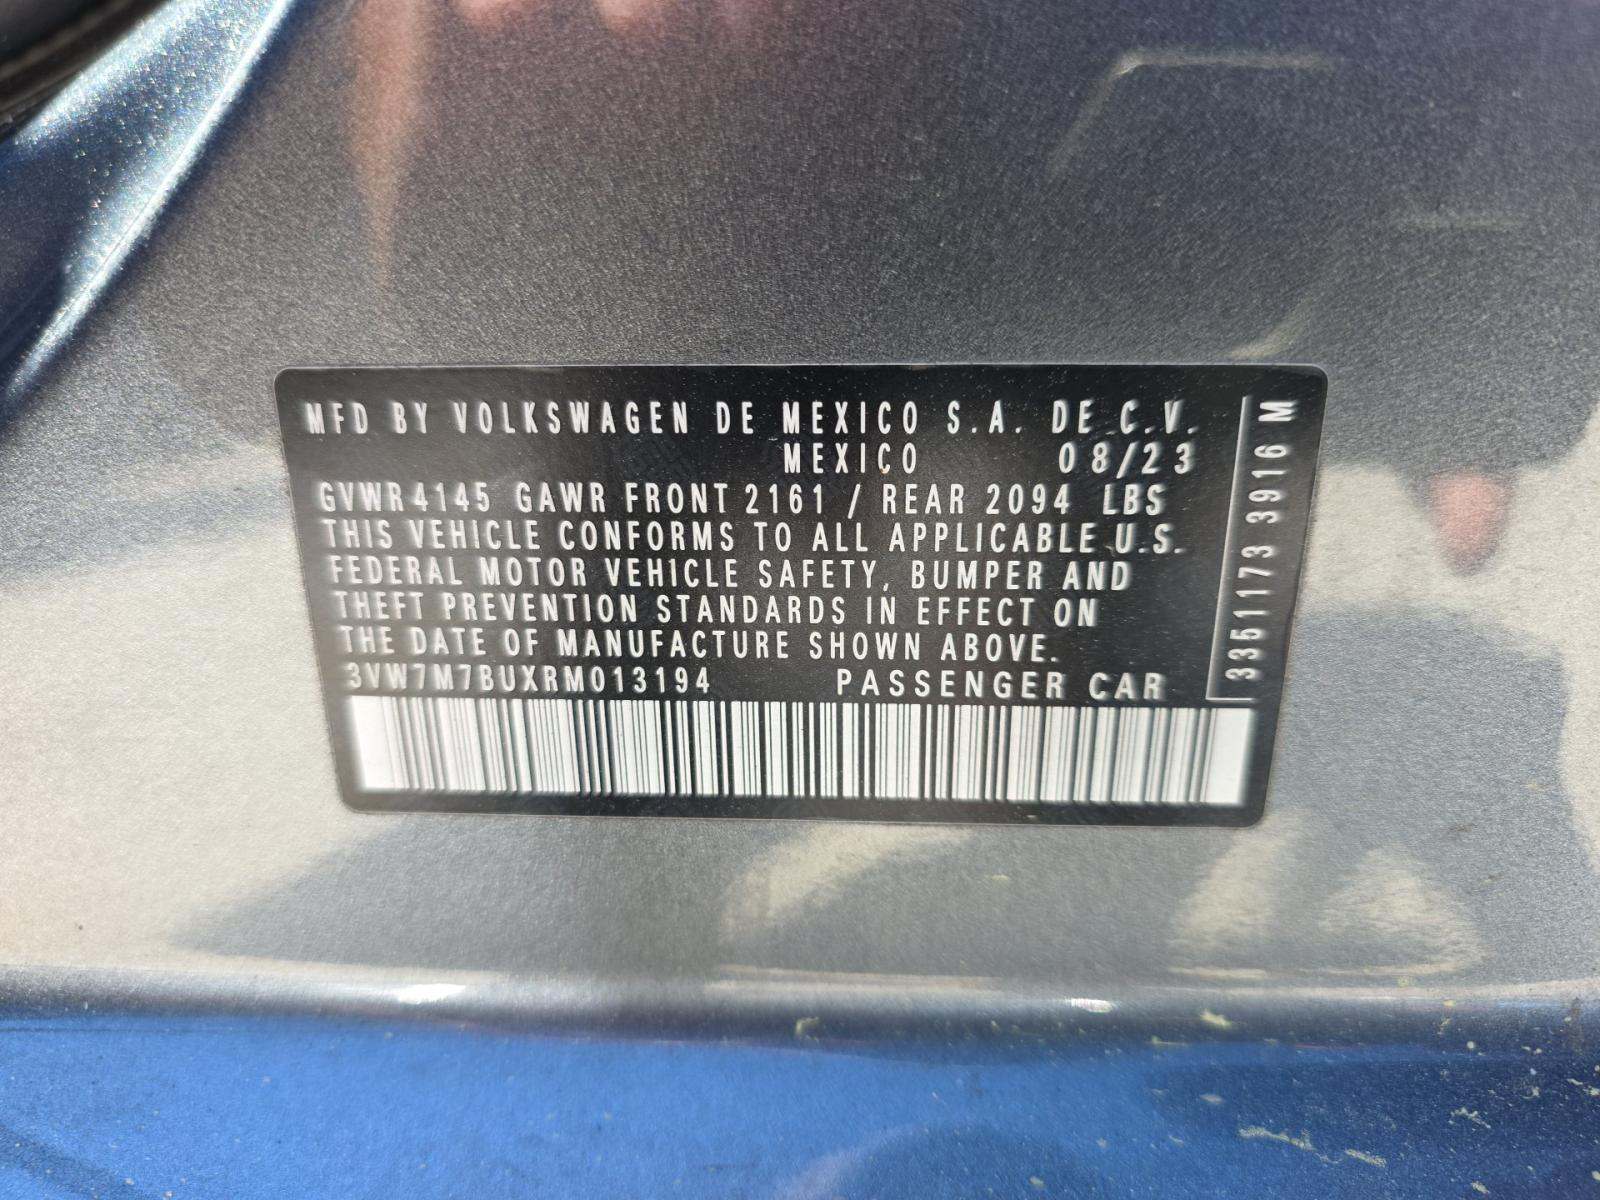 MFD BY VOLKSWAGEN DE MEXICO S.A. DE C.V.
MEXICO 08/23
GVWR 4145 GAWR FRONT 2161 / REAR 2094 LBS
THIS VEHICLE CONFORMS TO ALL APPLICABLE U.S.
FEDERAL MOTOR VEHICLE SAFETY, BUMPER AND
THEFT PREVENTION STANDARDS IN EFFECT ON
THE DATE OF MANUFACTURE SHOWN ABOVE.
3VW7M7BUXRM013194 PASSENGER CAR
3351173 3916 M